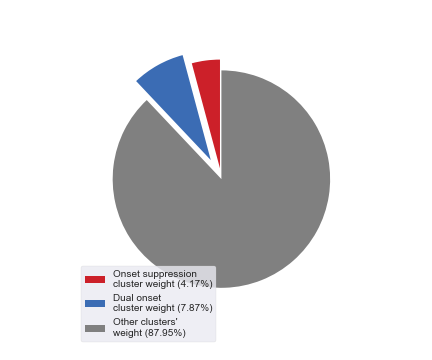 Onset suppression
cluster weight (4.17%)
Dual onset
cluster weight (7.87%)
Other clusters'
weight (87.95%)